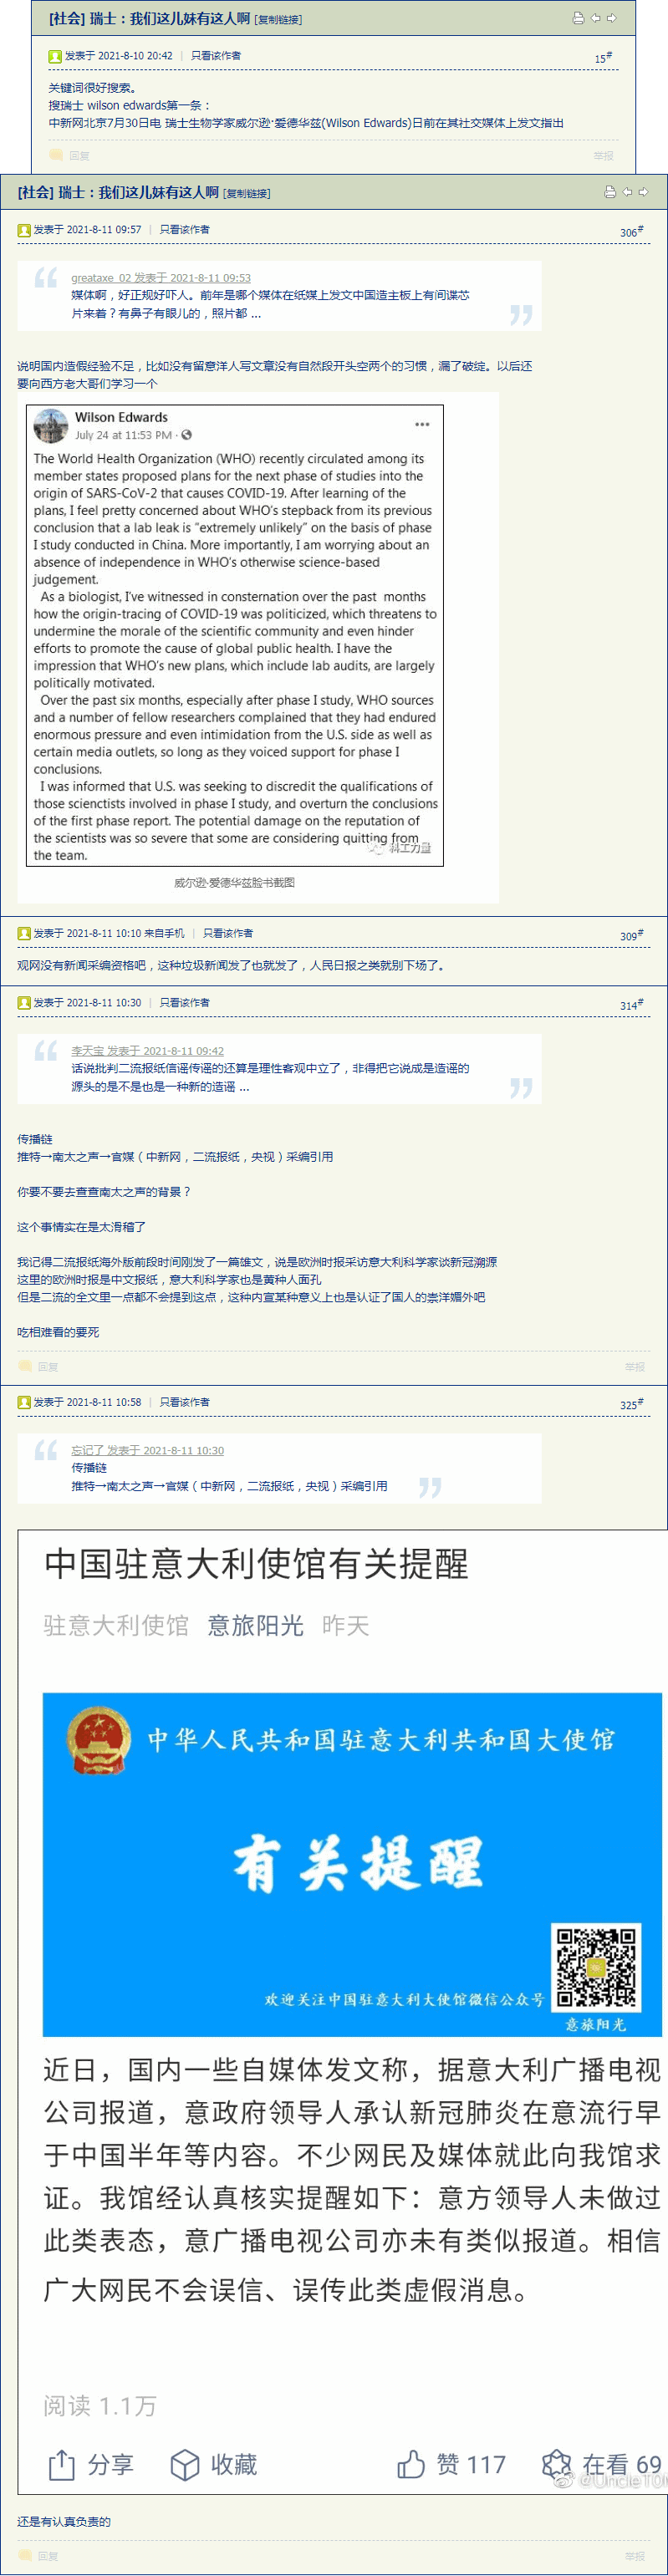 [社会] 瑞士：我们这儿妹有这人啊 [复制链接]
发表于 2021-8-10 20:42 | 只看该作者
15#
关键词很好搜索。
搜瑞士 wilson edwards第一条：
中新网北京7月30日电 瑞士生物学家威尔逊·爱德华兹(Wilson Edwards)日前在其社交媒体上发文指出
回复
举报
[社会] 瑞士：我们这儿妹有这人啊 [复制链接]
发表于 2021-8-11 09:57 | 只看该作者
306#
greataxe_02 发表于 2021-8-11 09:53
媒体啊，好正规好吓人。前年是哪个媒体在纸媒上发文中国造主板上有间谍芯
片来着？有鼻子有眼儿的，照片都 ...
说明国内造假经验不足，比如没有留意洋人写文章没有自然段开头空两个的习惯，漏了破绽。以后还
要向西方老大哥们学习一个
Wilson Edwards
July 24 at 11:53 PM ·
The World Health Organization (WHO) recently circulated among its
member states proposed plans for the next phase of studies into the
origin of SARS-CoV-2 that causes COVID-19. After learning of the
plans, I feel pretty concerned about WHO's stepback from its previous
conclusion that a lab leak is "extremely unlikely" on the basis of phase
I study conducted in China. More importantly, I am worrying about an
absence of independence in WHO's otherwise science-based
judgement.
As a biologist, I've witnessed in consternation over the past months
how the origin-tracing of COVID-19 was politicized, which threatens to
undermine the morale of the scientific community and even hinder
efforts to promote the cause of global public health. I have the
impression that WHO's new plans, which include lab audits, are largely
politically motivated.
Over the past six months, especially after phase I study, WHO sources
and a number of fellow researchers complained that they had endured
enormous pressure and even intimidation from the U.S. side as well as
certain media outlets, so long as they voiced support for phase I
conclusions.
I was informed that U.S. was seeking to discredit the qualifications of
those scienctists involved in phase I study, and overturn the conclusions
of the first phase report. The potential damage on the reputation of
the scientists was so severe that some are considering quitting from
the team.
科工力量
威尔逊·爱德华兹脸书截图
发表于 2021-8-11 10:10 来自手机 | 只看该作者
309#
观网没有新闻采编资格吧，这种垃圾新闻发了也就发了，人民日报之类就别下场了。
发表于 2021-8-11 10:30 | 只看该作者
314#
李天宝 发表于 2021-8-11 09:42
话说批判二流报纸信谣传谣的还算是理性客观中立了，非得把它说成是造谣的
源头的是不是也是一种新的造谣 ...
传播链
推特→南太之声→官媒（中新网，二流报纸，央视）采编引用
你要不要去查查南太之声的背景？
这个事情实在是太滑稽了
我记得二流报纸海外版前段时间刚发了一篇雄文，说是欧洲时报采访意大利科学家谈新冠溯源
这里的欧洲时报是中文报纸，意大利科学家也是黄种人面孔
但是二流的全文里一点都不会提到这点，这种内宣某种意义上也是认证了国人的崇洋媚外吧
吃相难看的要死
回复
举报
发表于 2021-8-11 10:58 | 只看该作者
325#
忘记了 发表于 2021-8-11 10:30
传播链
推特→南太之声→官媒（中新网，二流报纸，央视）采编引用
中国驻意大利使馆有关提醒
驻意大利使馆 意旅阳光 昨天
中华人民共和国驻意大利共和国大使馆
有关提醒
欢迎关注中国驻意大利大使馆微信公众号
意旅阳光
近日，国内一些自媒体发文称，据意大利广播电视
公司报道，意政府领导人承认新冠肺炎在意流行早
于中国半年等内容。不少网民及媒体就此向我馆求
证。我馆经认真核实提醒如下：意方领导人未做过
此类表态，意广播电视公司亦未有类似报道。相信
广大网民不会误信、误传此类虚假消息。
阅读 1.1万
分享 收藏 赞 117 在看 69
还是有认真负责的
回复
举报